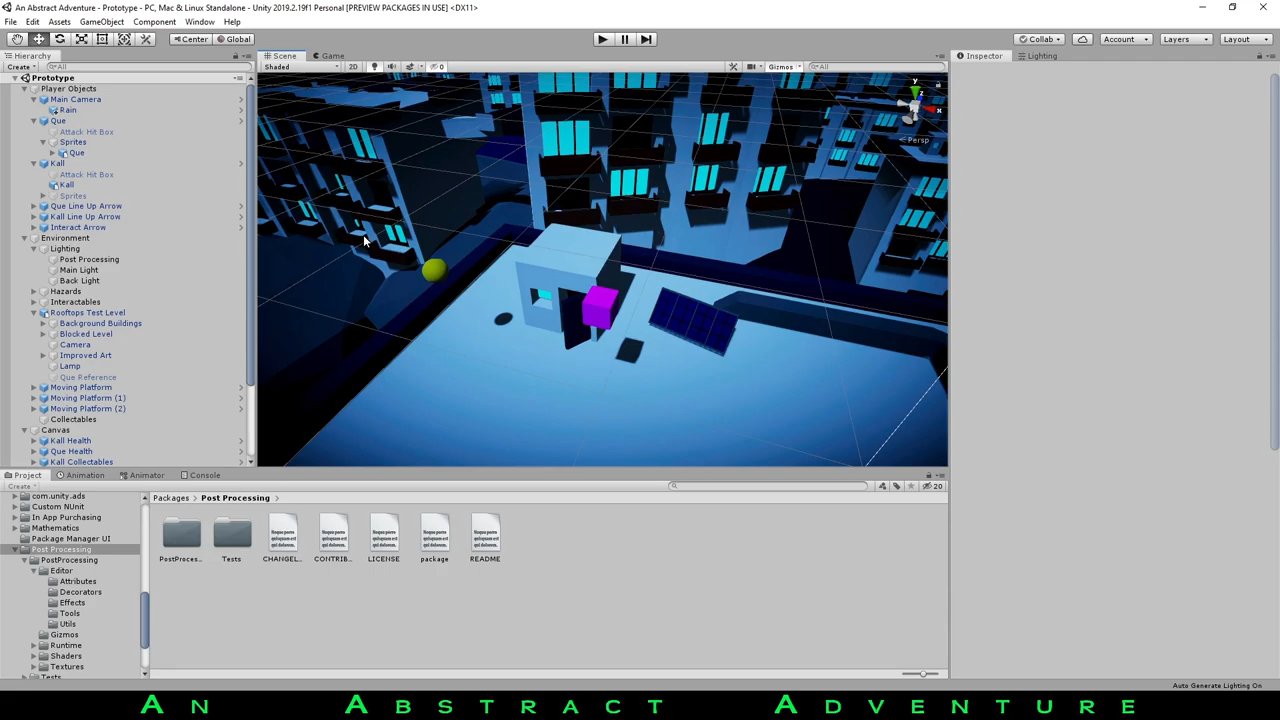 An Abstract Adventure - Prototype - PC, Mac & Linux Standalone - Unity 2019.2.19f1 Personal [PREVIEW PACKAGES IN USE] <DX11>
File Edit Assets GameObject Component Window Help
Center Global Collab Account Layers Layout
Hierarchy Scene Game Inspector Lighting
Create All Shaded 2D 0 Gizmos All
Prototype
Player Objects
Main Camera
Rain
Que
Attack Hit Box
Sprites
Que
Kall
Attack Hit Box
Kall
Sprites
Que Line Up Arrow
Kall Line Up Arrow
Interact Arrow
Environment
Lighting
Post Processing
Main Light
Back Light
Hazards
Interactables
Rooftops Test Level
Background Buildings
Blocked Level
Camera
Improved Art
Lamp
Que Reference
Moving Platform
Moving Platform (1)
Moving Platform (2)
Collectables
Canvas
Kall Health
Que Health
Kall Collectables
y
z
x
Persp
Project Animation Animator Console
Create 20
com.unity.ads
Custom NUnit
In App Purchasing
Mathematics
Package Manager UI
Post Processing
PostProcessing
Editor
Attributes
Decorators
Effects
Tools
Utils
Gizmos
Runtime
Shaders
Textures
Tests
Packages Post Processing
PostProces... Tests CHANGEL... CONTRIB... LICENSE package README
Auto Generate Lighting On
An Abstract Adventure